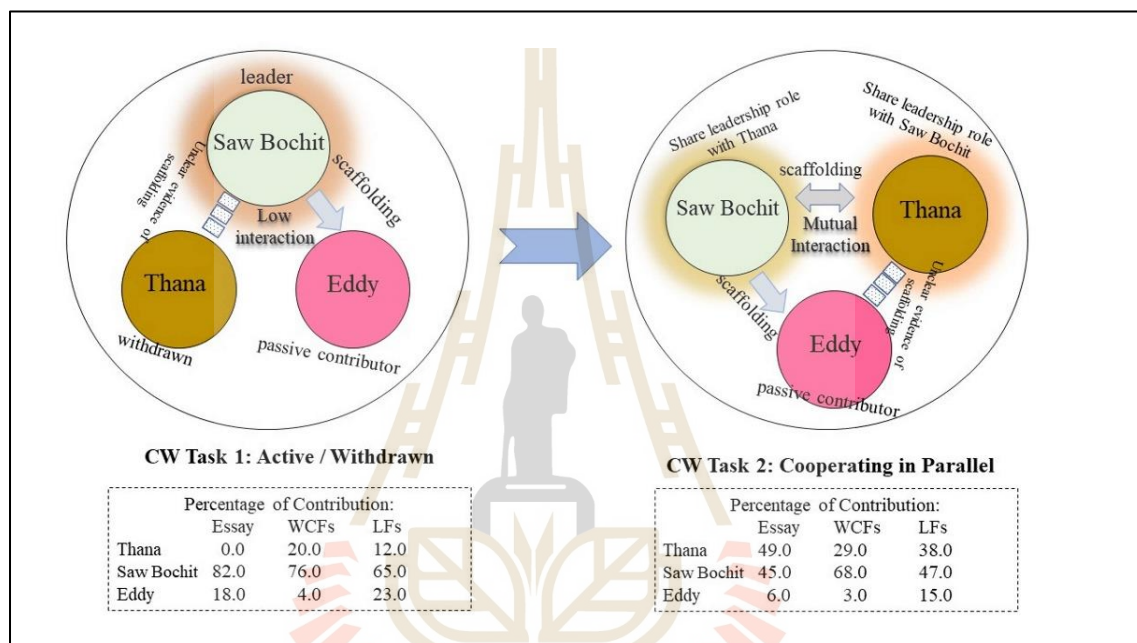 leader
Saw Bochit
Unclear evidence of
scaffolding
scaffolding
Low
interaction
Thana
Eddy
withdrawn
passive contributor
CW Task 1: Active / Withdrawn
Percentage of Contribution:
Essay WCFs LFs
Thana 0.0 20.0 12.0
Saw Bochit 82.0 76.0 65.0
Eddy 18.0 4.0 23.0
Share leadership role
with Thana
Share leadership role
with Saw Bochit
scaffolding
Saw Bochit
Thana
Mutual
Interaction
scaffolding
Unclear evidence of
scaffolding
Eddy
passive contributor
CW Task 2: Cooperating in Parallel
Percentage of Contribution:
Essay WCFs LFs
Thana 49.0 29.0 38.0
Saw Bochit 45.0 68.0 47.0
Eddy 6.0 3.0 15.0